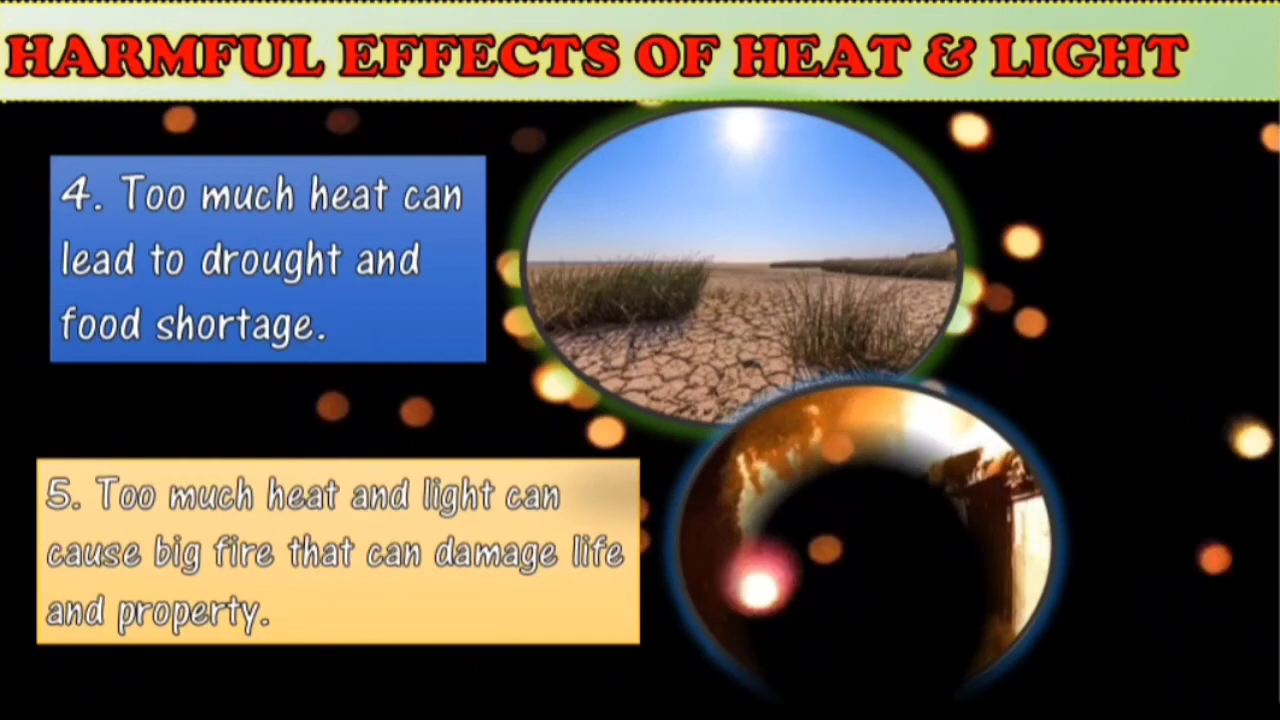 HARMFUL EFFECTS OF HEAT & LIGHT
4. Too much heat can
lead to drought and
food shortage.
5. Too much heat and light can
cause big fire that can damage life
and property.